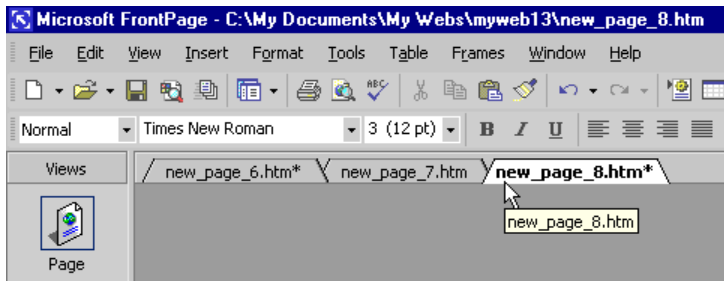 Microsoft FrontPage - C:\My Documents\My Webs\myweb13\new_page_8.htm
File Edit View Insert Format Tools Table Frames Window Help
ABC
Normal Times New Roman 3 (12 pt) B I U
Views new_page_6.htm* new_page_7.htm new_page_8.htm*
new_page_8.htm
Page